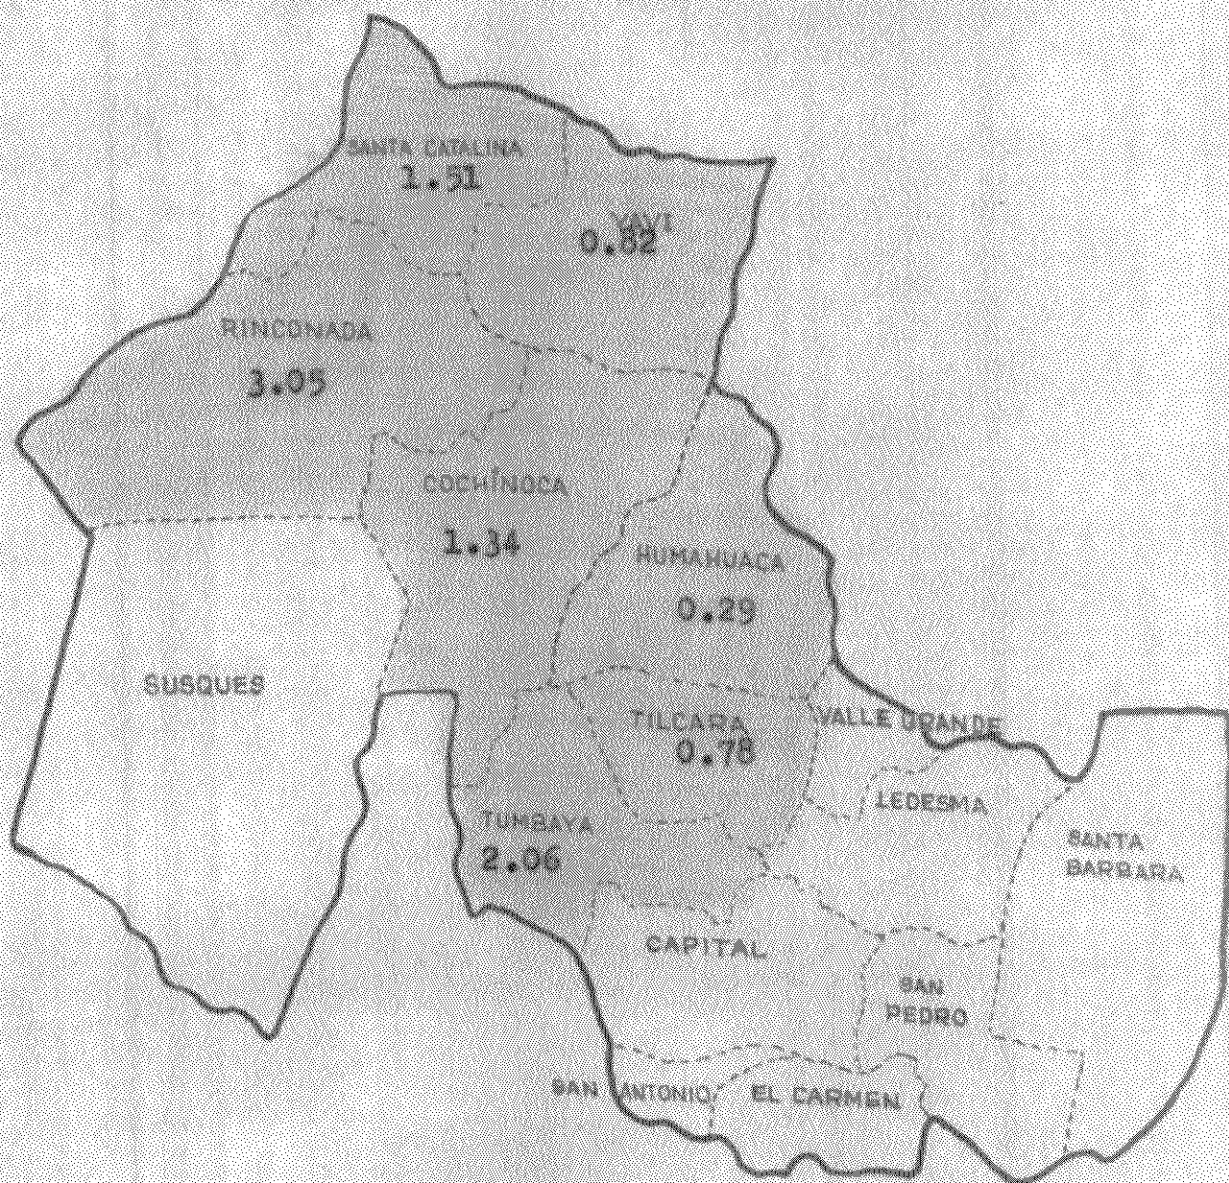 SANTA CATALINA
1.51
YAVI
0.82
RINCONADA
3.05
COCHINOCA
1.34
HUMAHUACA
0.29
SUSQUES
TILCARA
0.78
VALLE GRANDE
LEDESMA
TUMBAYA
2.06
SANTA
BARBARA
CAPITAL
SAN
PEDRO
SAN ANTONIO
EL CARMEN